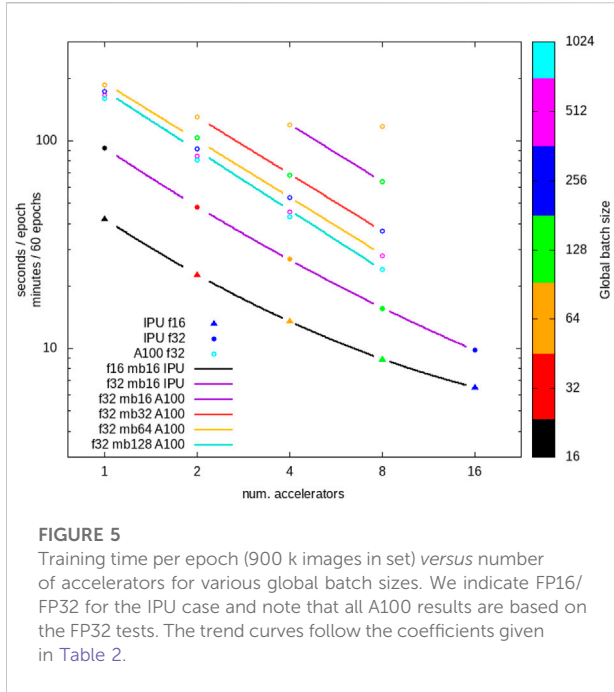 100
10
seconds / epoch
minutes / 60 epochs
IPU f16
IPU f32
A100 f32
f16 mb16 IPU
f32 mb16 IPU
f32 mb16 A100
f32 mb32 A100
f32 mb64 A100
f32 mb128 A100
1 2 4 8 16
num. accelerators
1024
512
256
128
64
32
16
Global batch size
FIGURE 5
Training time per epoch (900 k images in set) versus number
of accelerators for various global batch sizes. We indicate FP16/
FP32 for the IPU case and note that all A100 results are based on
the FP32 tests. The trend curves follow the coefficients given
in Table 2.